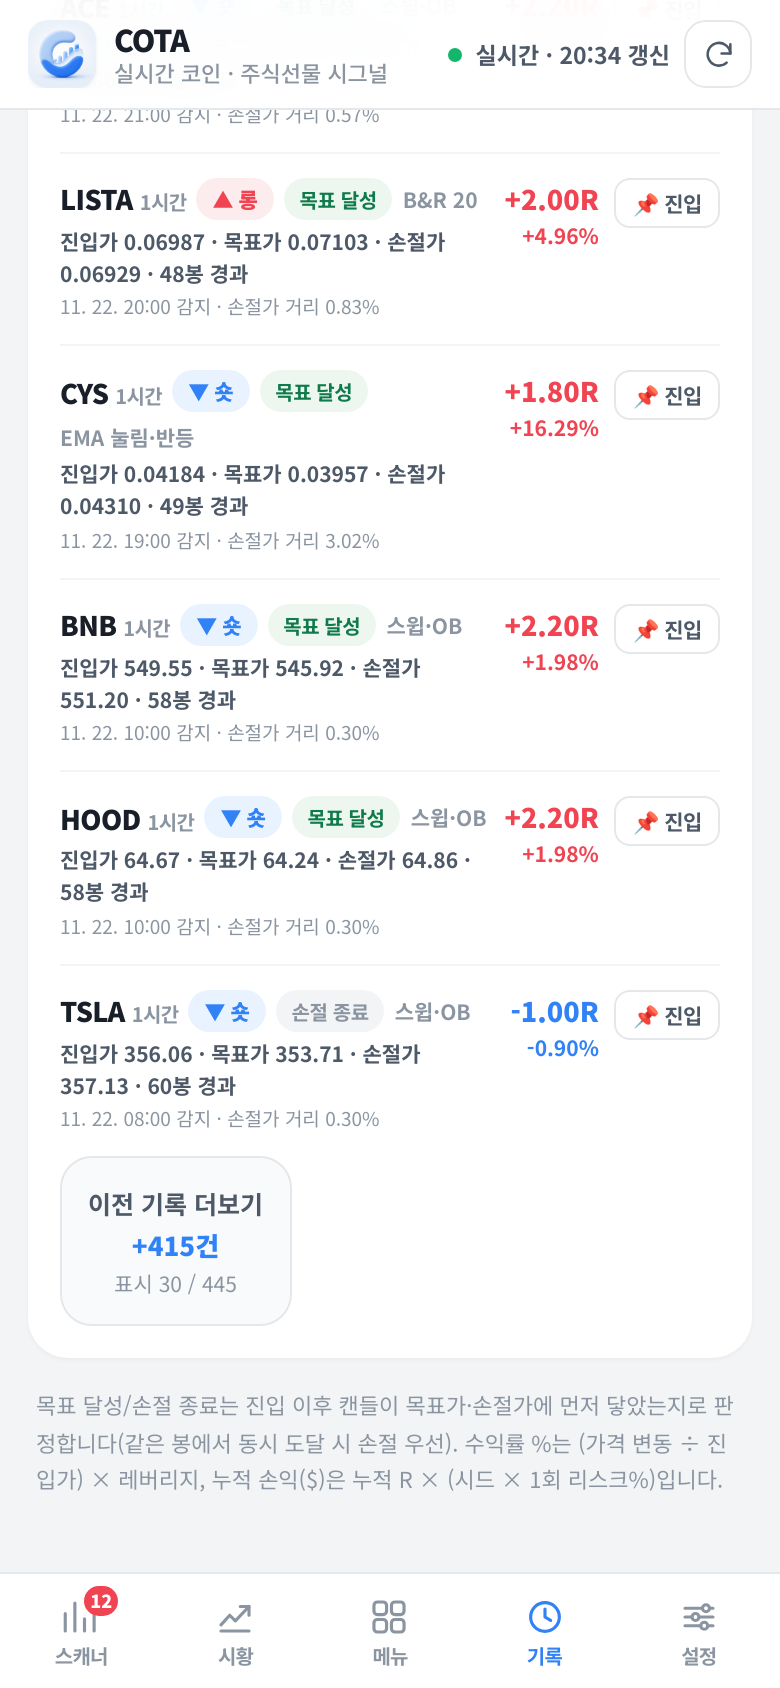 COTA
실시간 코인 · 주식선물 시그널
실시간 · 20:34 갱신
11. 22. 21:00 감지 · 손절가 거리 0.57%
LISTA 1시간 ▲ 롱 목표 달성 B&R 20 +2.00R 📌 진입
+4.96%
진입가 0.06987 · 목표가 0.07103 · 손절가
0.06929 · 48봉 경과
11. 22. 20:00 감지 · 손절가 거리 0.83%
CYS 1시간 ▼ 숏 목표 달성 +1.80R 📌 진입
+16.29%
EMA 눌림·반등
진입가 0.04184 · 목표가 0.03957 · 손절가
0.04310 · 49봉 경과
11. 22. 19:00 감지 · 손절가 거리 3.02%
BNB 1시간 ▼ 숏 목표 달성 스윕·OB +2.20R 📌 진입
+1.98%
진입가 549.55 · 목표가 545.92 · 손절가
551.20 · 58봉 경과
11. 22. 10:00 감지 · 손절가 거리 0.30%
HOOD 1시간 ▼ 숏 목표 달성 스윕·OB +2.20R 📌 진입
+1.98%
진입가 64.67 · 목표가 64.24 · 손절가 64.86 ·
58봉 경과
11. 22. 10:00 감지 · 손절가 거리 0.30%
TSLA 1시간 ▼ 숏 손절 종료 스윕·OB -1.00R 📌 진입
-0.90%
진입가 356.06 · 목표가 353.71 · 손절가
357.13 · 60봉 경과
11. 22. 08:00 감지 · 손절가 거리 0.30%
이전 기록 더보기
+415건
표시 30 / 445
목표 달성/손절 종료는 진입 이후 캔들이 목표가·손절가에 먼저 닿았는지로 판
정합니다(같은 봉에서 동시 도달 시 손절 우선). 수익률 %는 (가격 변동 ÷ 진
입가) × 레버리지, 누적 손익($)은 누적 R × (시드 × 1회 리스크%)입니다.
12
스캐너 시황 메뉴 기록 설정